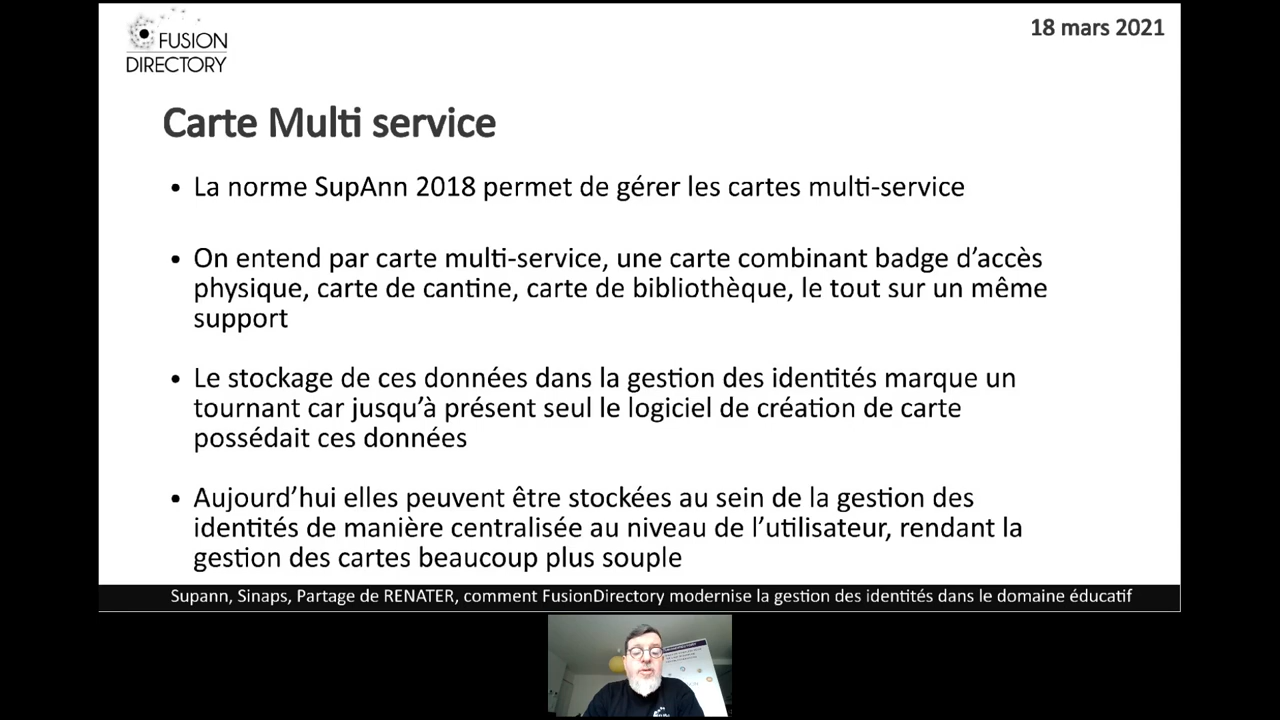 FUSION
DIRECTORY
18 mars 2021
Carte Multi service
• La norme SupAnn 2018 permet de gérer les cartes multi-service
• On entend par carte multi-service, une carte combinant badge d’accès
physique, carte de cantine, carte de bibliothèque, le tout sur un même
support
• Le stockage de ces données dans la gestion des identités marque un
tournant car jusqu’à présent seul le logiciel de création de carte
possédait ces données
• Aujourd’hui elles peuvent être stockées au sein de la gestion des
identités de manière centralisée au niveau de l’utilisateur, rendant la
gestion des cartes beaucoup plus souple
Supann, Sinaps, Partage de RENATER, comment FusionDirectory modernise la gestion des identités dans le domaine éducatif